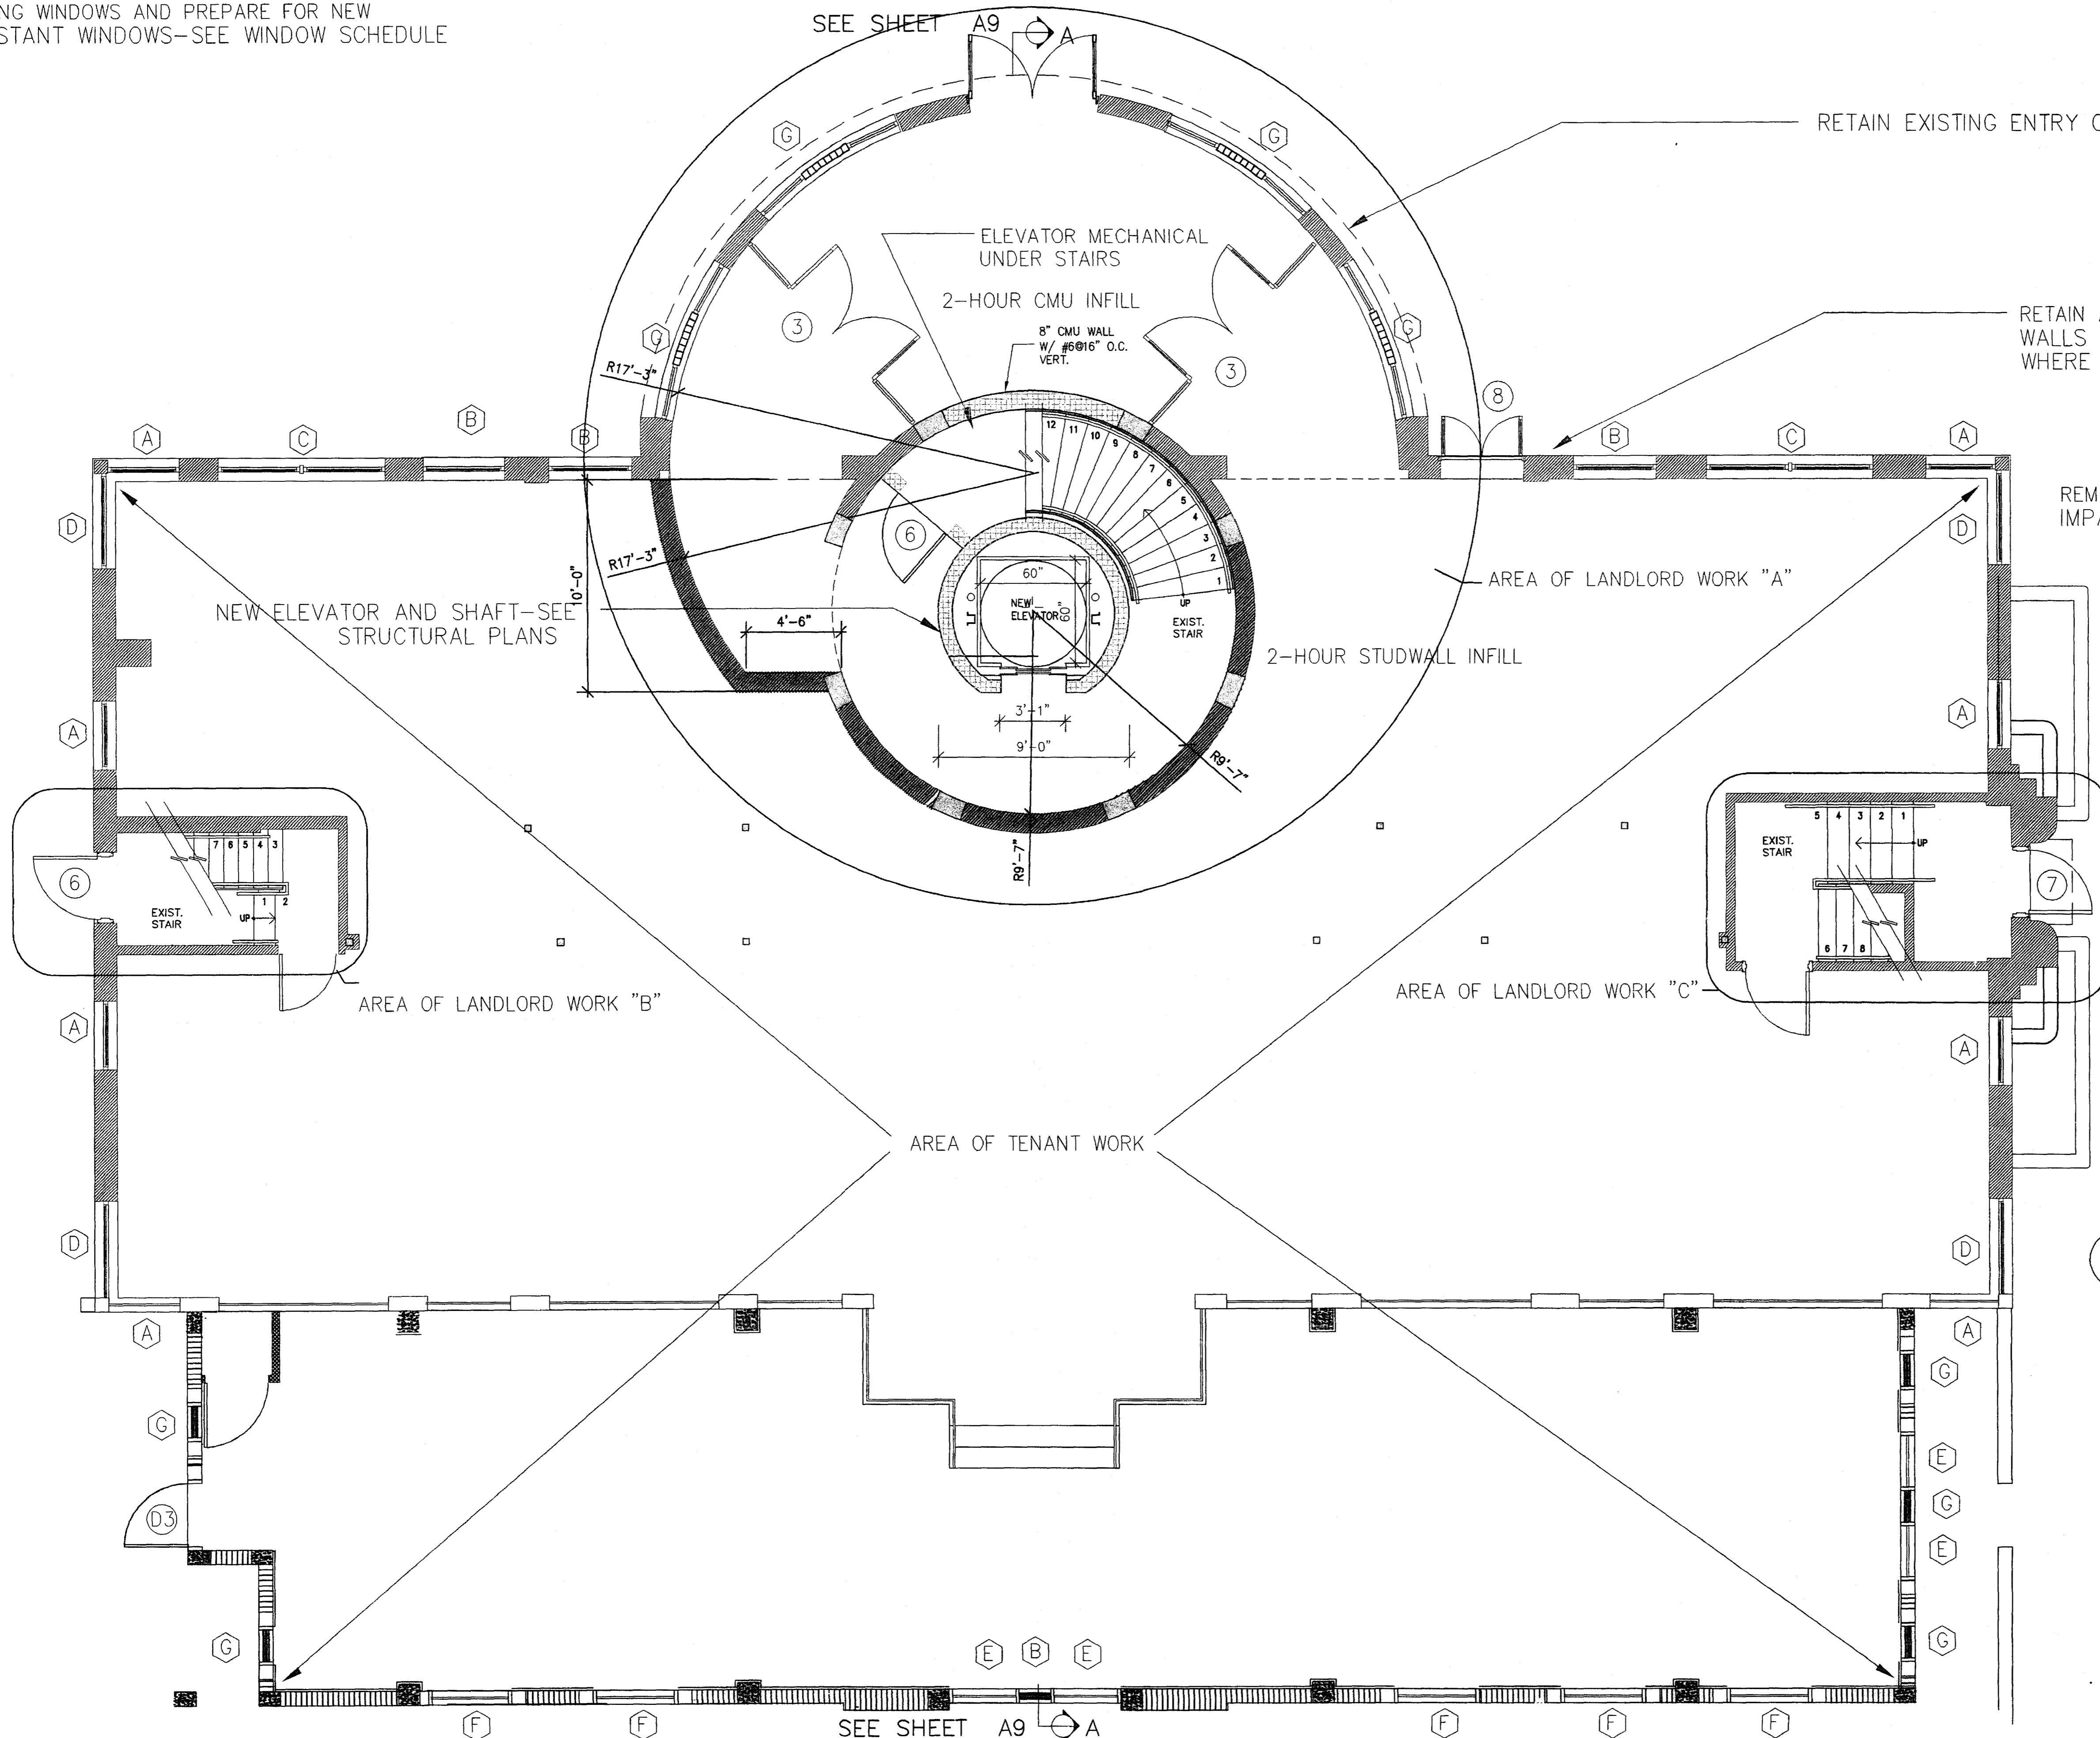 NG WINDOWS AND PREPARE FOR NEW
STANT WINDOWS-SEE WINDOW SCHEDULE
SEE SHEET A9 A
RETAIN EXISTING ENTRY
G
G
ELEVATOR MECHANICAL
UNDER STAIRS
2-HOUR CMU INFILL
8" CMU WALL
W/ #6@16" O.C.
VERT.
3
3
G
G
RETAIN
WALLS
WHERE
R17'-3"
8
A
C
B
B
B
C
A
12
11
10
9
8
7
6
5
4
3
2
1
UP
EXIST.
STAIR
REM
IMPA
D
D
6
R17'-3"
10'-0"
60"
60"
NEW
ELEVATOR
AREA OF LANDLORD WORK "A"
NEW ELEVATOR AND SHAFT-SEE
STRUCTURAL PLANS
4'-6"
2-HOUR STUDWALL INFILL
3'-1"
9'-0"
R9'-7"
R9'-7"
A
A
7 6 5 4 3
1 2
UP
EXIST.
STAIR
6
5 4 3 2 1
UP
EXIST.
STAIR
6 7 8
7
AREA OF LANDLORD WORK "B"
AREA OF LANDLORD WORK "C"
A
A
AREA OF TENANT WORK
D
D
A
A
G
G
E
G
E
D3
G
G
E B E
F
F
F
F
F
SEE SHEET A9 A